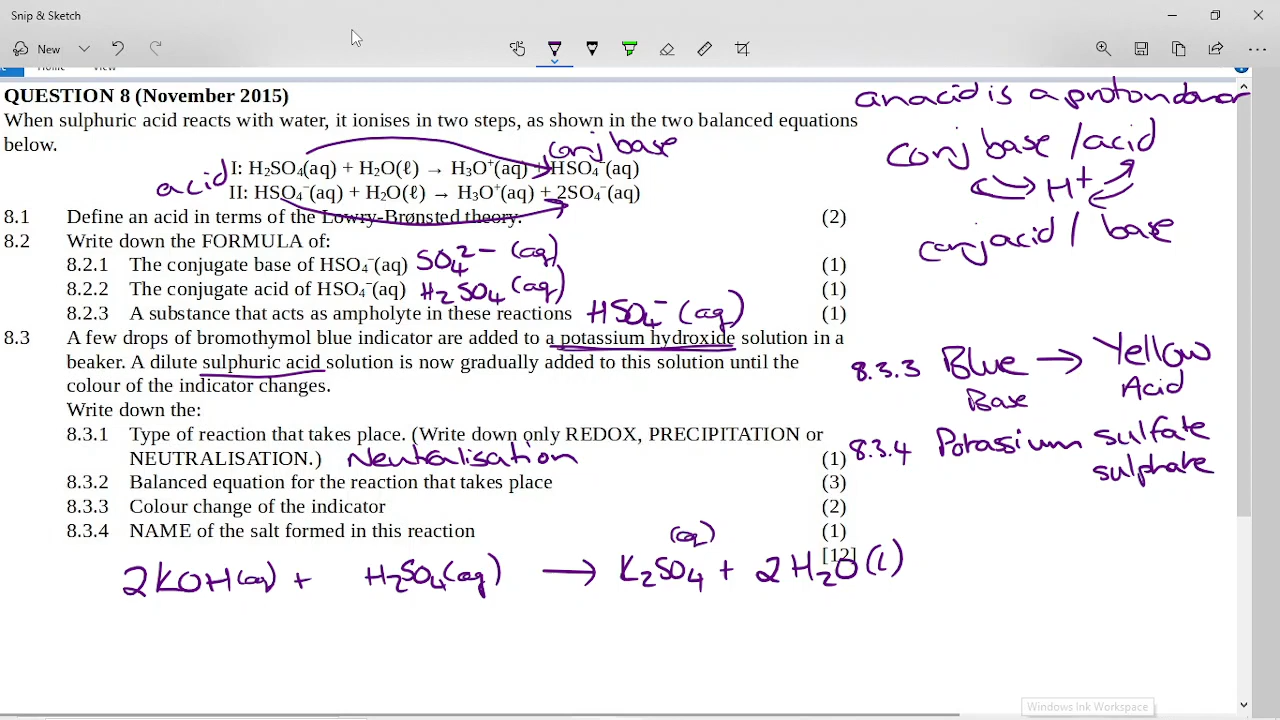 Snip & Sketch
New
QUESTION 8 (November 2015)
an acid is a proton donor
When sulphuric acid reacts with water, it ionises in two steps, as shown in the two balanced equations
below.
conj base
conj base / acid
acid
I: H₂SO₄(aq) + H₂O(ℓ) → H₃O⁺(aq) + HSO₄⁻(aq)
H⁺
II: HSO₄⁻(aq) + H₂O(ℓ) → H₃O⁺(aq) + 2SO₄⁻(aq)
conj acid / base
8.1 Define an acid in terms of the Lowry-Brønsted theory. (2)
8.2 Write down the FORMULA of:
8.2.1 The conjugate base of HSO₄⁻(aq) SO₄²⁻ (aq) (1)
8.2.2 The conjugate acid of HSO₄⁻(aq) H₂SO₄ (aq) (1)
8.2.3 A substance that acts as ampholyte in these reactions HSO₄⁻ (aq) (1)
8.3 A few drops of bromothymol blue indicator are added to a potassium hydroxide solution in a
beaker. A dilute sulphuric acid solution is now gradually added to this solution until the
colour of the indicator changes.
8.3.3 Blue → Yellow
Base Acid
Write down the:
8.3.1 Type of reaction that takes place. (Write down only REDOX, PRECIPITATION or
NEUTRALISATION.) Neutralisation (1)
8.3.4 Potassium sulfate
sulphate
8.3.2 Balanced equation for the reaction that takes place (3)
8.3.3 Colour change of the indicator (2)
8.3.4 NAME of the salt formed in this reaction (1)
[12]
2KOH(aq) + H₂SO₄(aq) → K₂SO₄ (aq) + 2H₂O(l)
Windows Ink Workspace